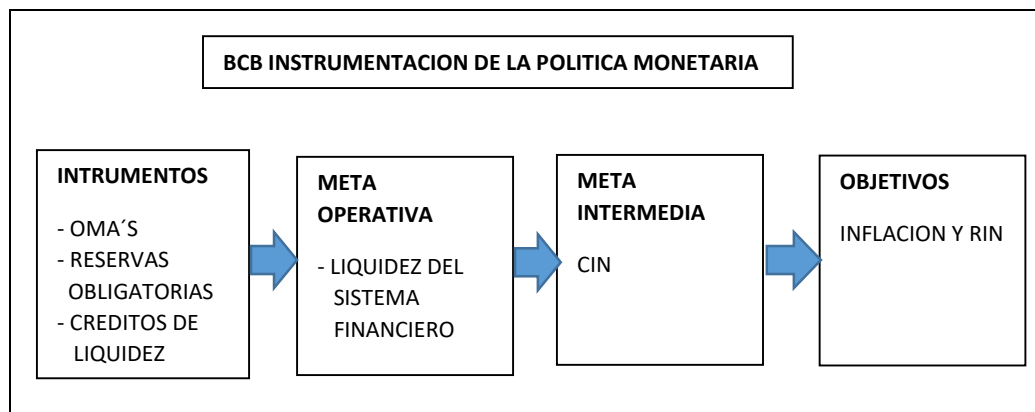 BCB INSTRUMENTACION DE LA POLITICA MONETARIA
INTRUMENTOS
- OMA´S
- RESERVAS
OBLIGATORIAS
- CREDITOS DE
LIQUIDEZ
META
OPERATIVA
- LIQUIDEZ DEL
SISTEMA
FINANCIERO
META
INTERMEDIA
CIN
OBJETIVOS
INFLACION Y RIN